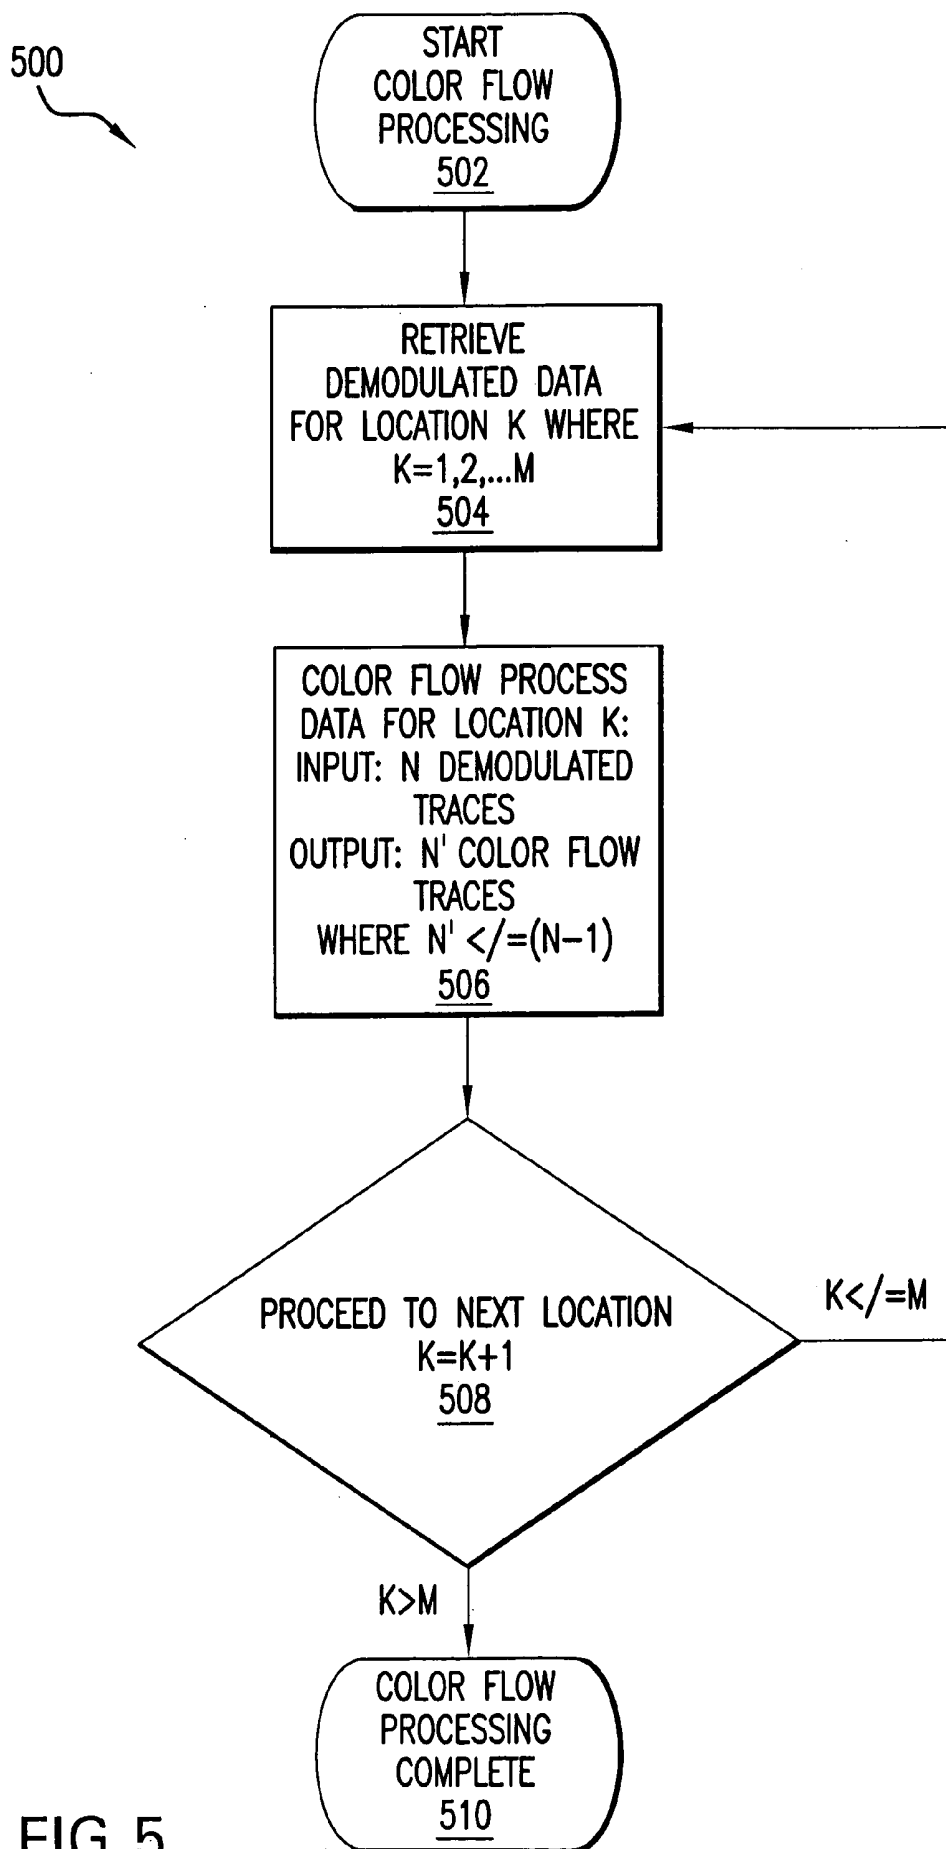 500
START
COLOR FLOW
PROCESSING
502
RETRIEVE
DEMODULATED DATA
FOR LOCATION K WHERE
K=1,2,...M
504
COLOR FLOW PROCESS
DATA FOR LOCATION K:
INPUT: N DEMODULATED
TRACES
OUTPUT: N' COLOR FLOW
TRACES
WHERE N' </=(N-1)
506
PROCEED TO NEXT LOCATION
K=K+1
508
K</=M
K>M
COLOR FLOW
PROCESSING
COMPLETE
510
FIG 5